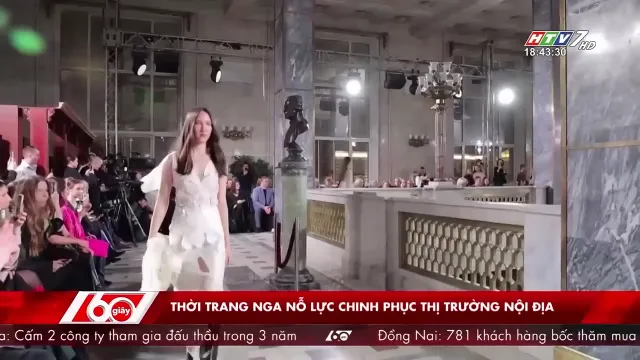 HTV7 HD
18:43:30
60 giây
THỜI TRANG NGA NỖ LỰC CHINH PHỤC THỊ TRƯỜNG NỘI ĐỊA
a: Cấm 2 công ty tham gia đấu thầu trong 3 năm 60 Đồng Nai: 781 khách hàng bốc thăm mua